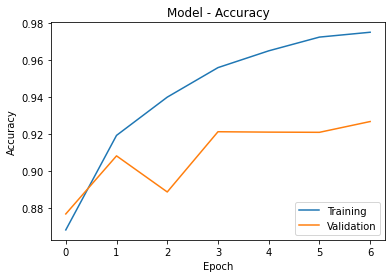 Model - Accuracy
0.98
0.96
0.94
0.92
0.90
0.88
Accuracy
0 1 2 3 4 5 6
Epoch
Training
Validation